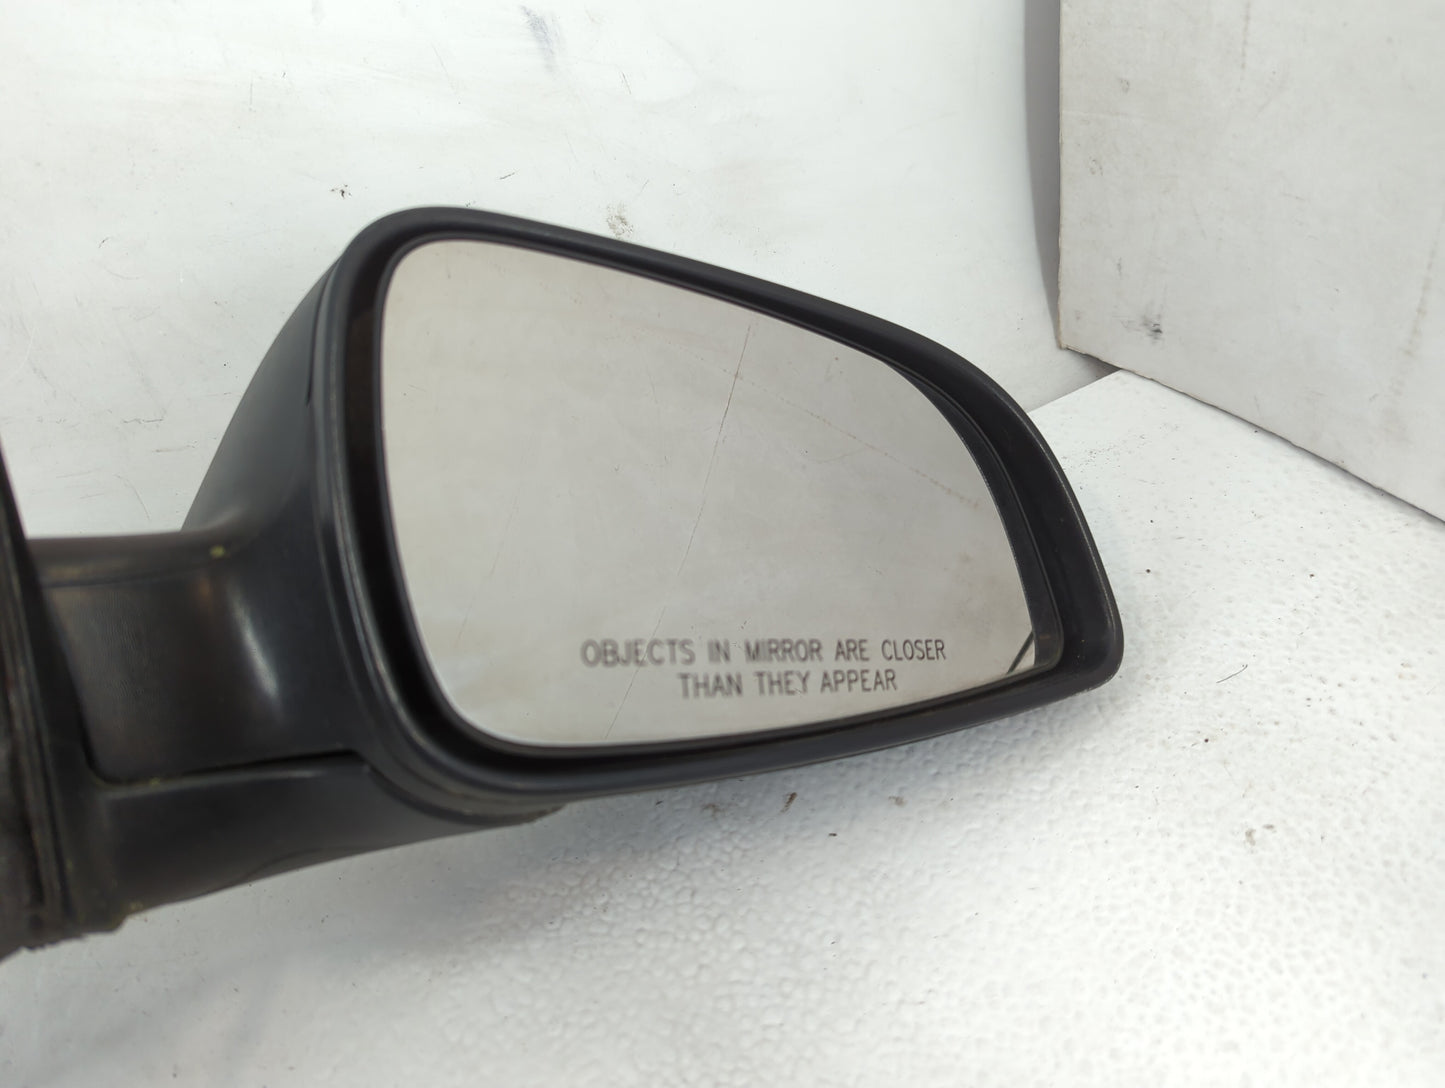 OBJECTS IN MIRROR ARE CLOSER
THAN THEY APPEAR